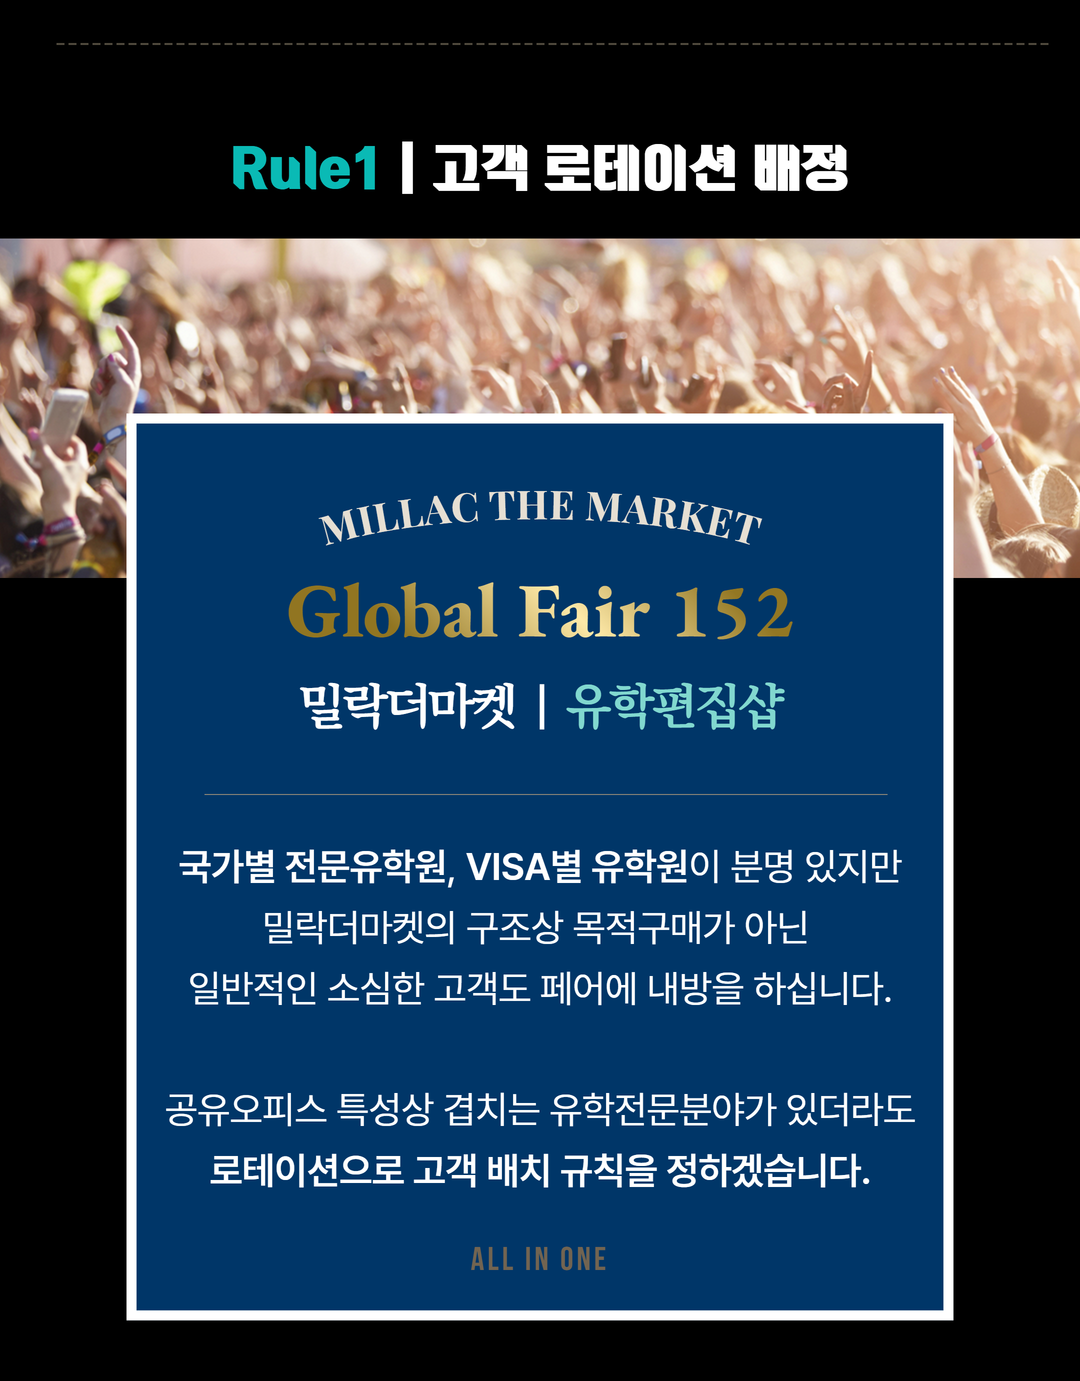 Rule1 | 고객 로테이션 배정
MILLAC THE MARKET
Global Fair 152
밀락더마켓 | 유학편집샵
국가별 전문유학원, VISA별 유학원이 분명 있지만
밀락더마켓의 구조상 목적구매가 아닌
일반적인 소심한 고객도 페어에 내방을 하십니다.
공유오피스 특성상 겹치는 유학전문분야가 있더라도
로테이션으로 고객 배치 규칙을 정하겠습니다.
ALL IN ONE